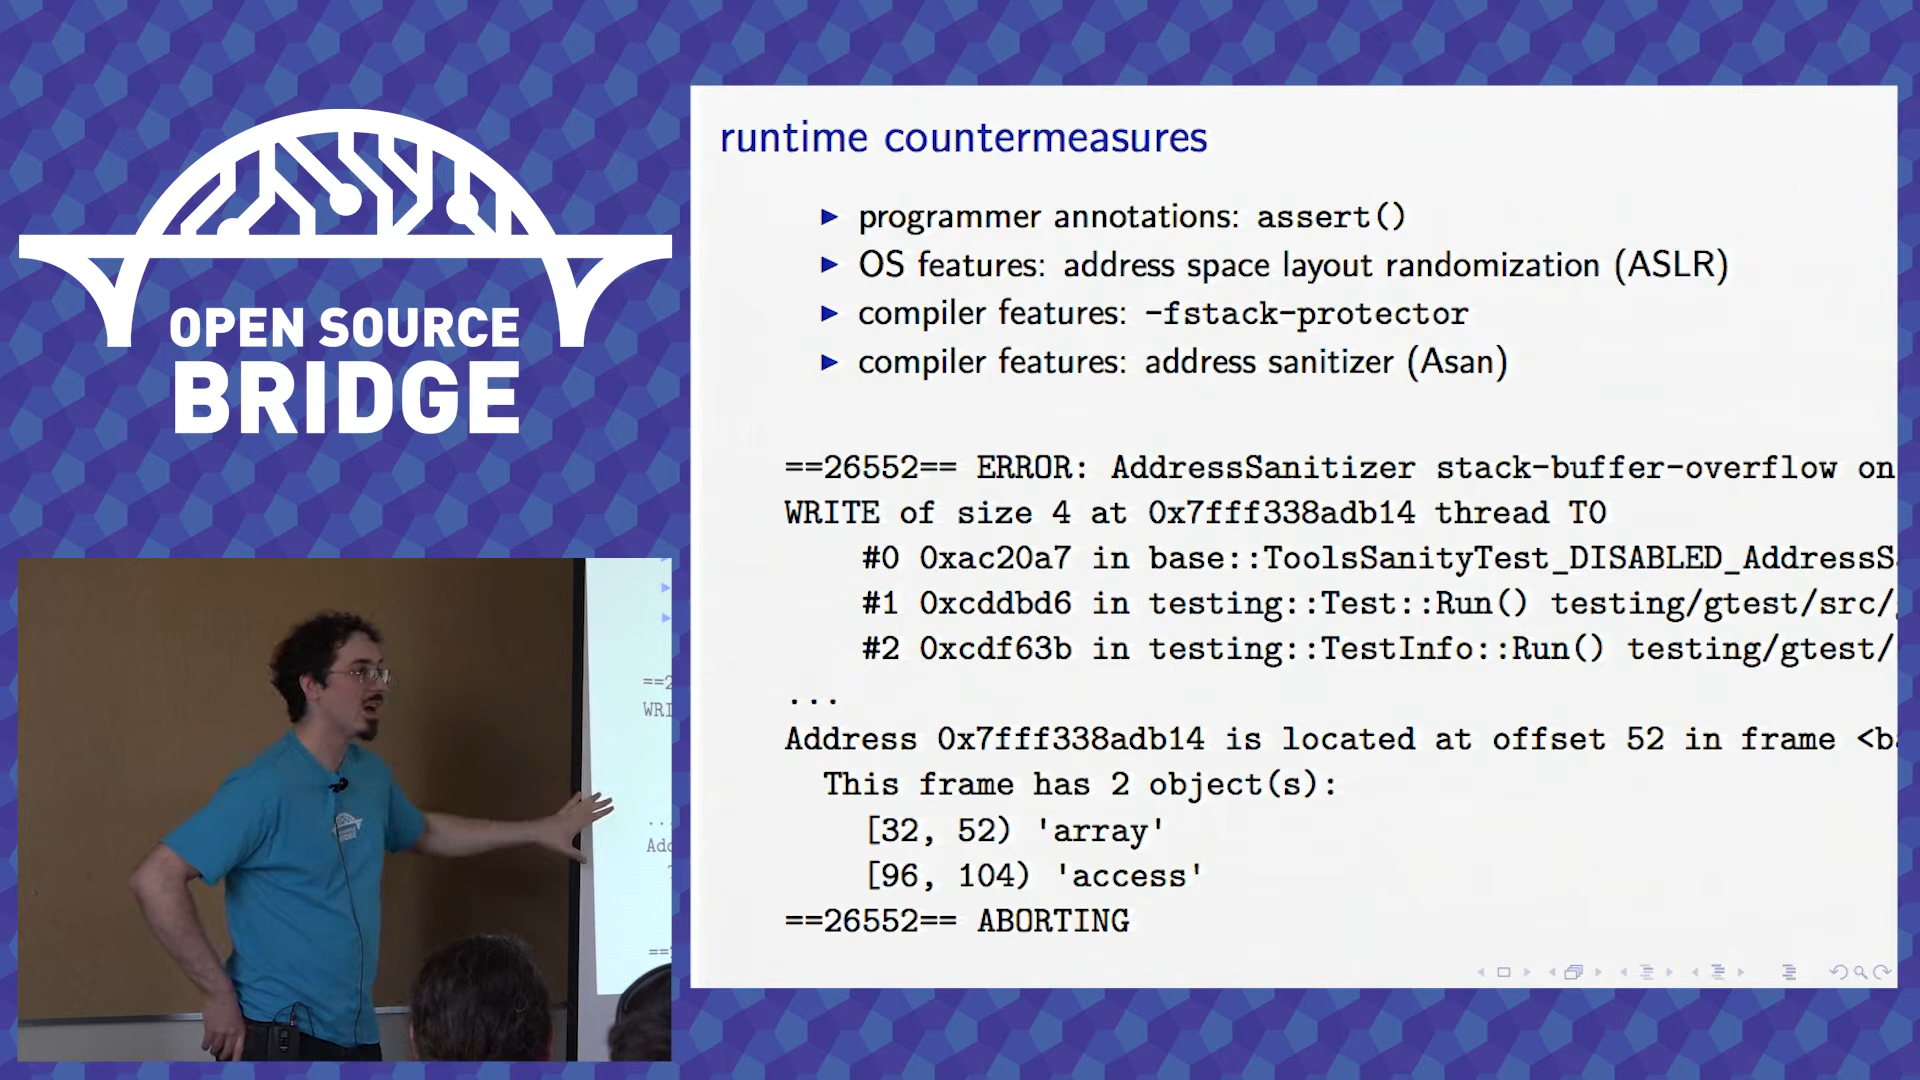 OPEN SOURCE
BRIDGE
runtime countermeasures
programmer annotations: assert()
OS features: address space layout randomization (ASLR)
compiler features: -fstack-protector
compiler features: address sanitizer (Asan)
==26552== ERROR: AddressSanitizer stack-buffer-overflow on
WRITE of size 4 at 0x7fff338adb14 thread T0
#0 0xac20a7 in base::ToolsSanityTest_DISABLED_AddressS
#1 0xcddbd6 in testing::Test::Run() testing/gtest/src/
#2 0xcdf63b in testing::TestInfo::Run() testing/gtest/
...
Address 0x7fff338adb14 is located at offset 52 in frame <b
This frame has 2 object(s):
[32, 52) 'array'
[96, 104) 'access'
==26552== ABORTING
==2
WRI
...
Add
==